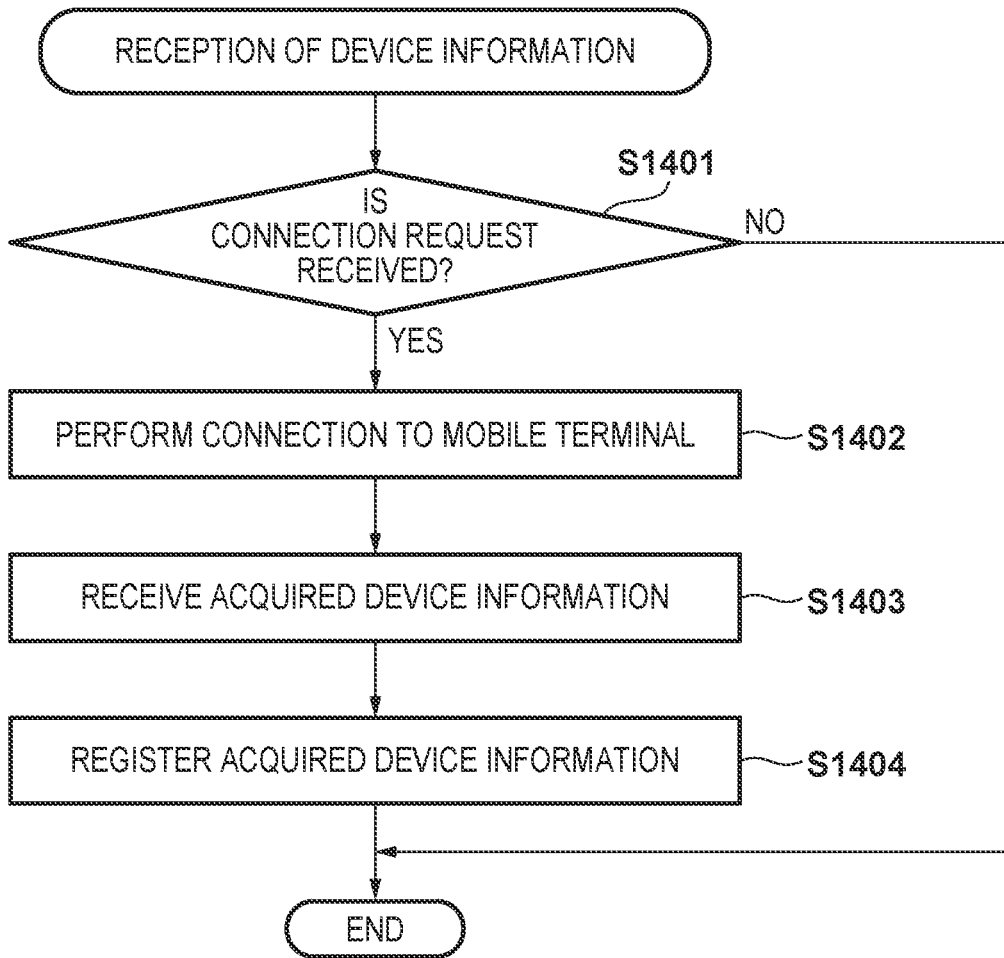 RECEPTION OF DEVICE INFORMATION
S1401
IS
CONNECTION REQUEST
RECEIVED?
NO
YES
PERFORM CONNECTION TO MOBILE TERMINAL
S1402
RECEIVE ACQUIRED DEVICE INFORMATION
S1403
REGISTER ACQUIRED DEVICE INFORMATION
S1404
END